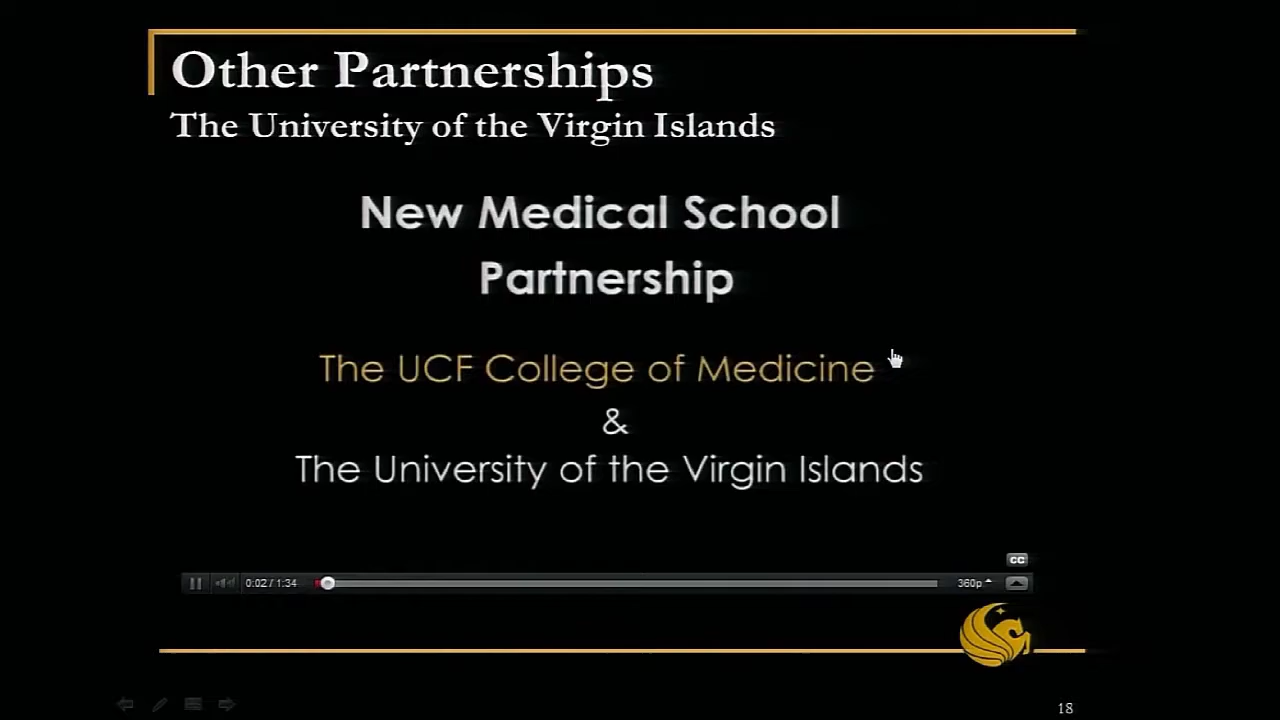 Other Partnerships
The University of the Virgin Islands
New Medical School
Partnership
The UCF College of Medicine
&
The University of the Virgin Islands
CC
0:02 / 1:34
360p
18